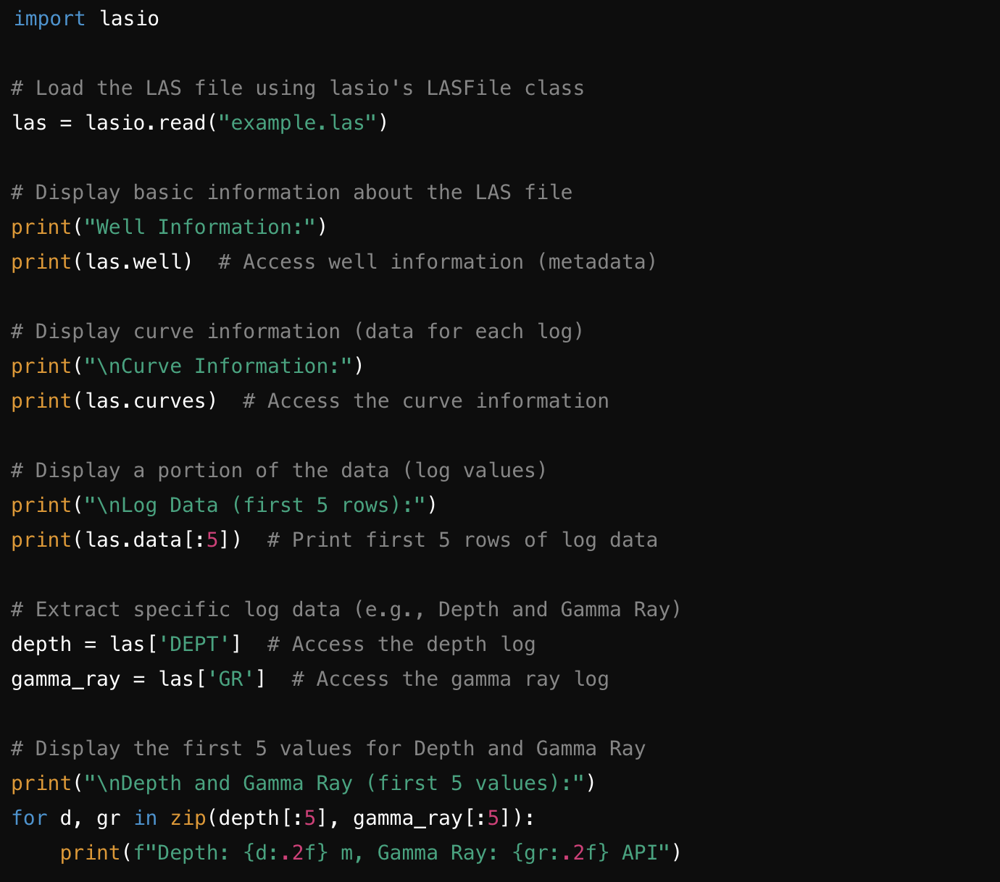 import lasio
# Load the LAS file using lasio's LASFile class
las = lasio.read("example.las")
# Display basic information about the LAS file
print("Well Information:")
print(las.well)  # Access well information (metadata)
# Display curve information (data for each log)
print("\nCurve Information:")
print(las.curves)  # Access the curve information
# Display a portion of the data (log values)
print("\nLog Data (first 5 rows):")
print(las.data[:5])  # Print first 5 rows of log data
# Extract specific log data (e.g., Depth and Gamma Ray)
depth = las['DEPT']  # Access the depth log
gamma_ray = las['GR']  # Access the gamma ray log
# Display the first 5 values for Depth and Gamma Ray
print("\nDepth and Gamma Ray (first 5 values):")
for d, gr in zip(depth[:5], gamma_ray[:5]):
    print(f"Depth: {d:.2f} m, Gamma Ray: {gr:.2f} API")